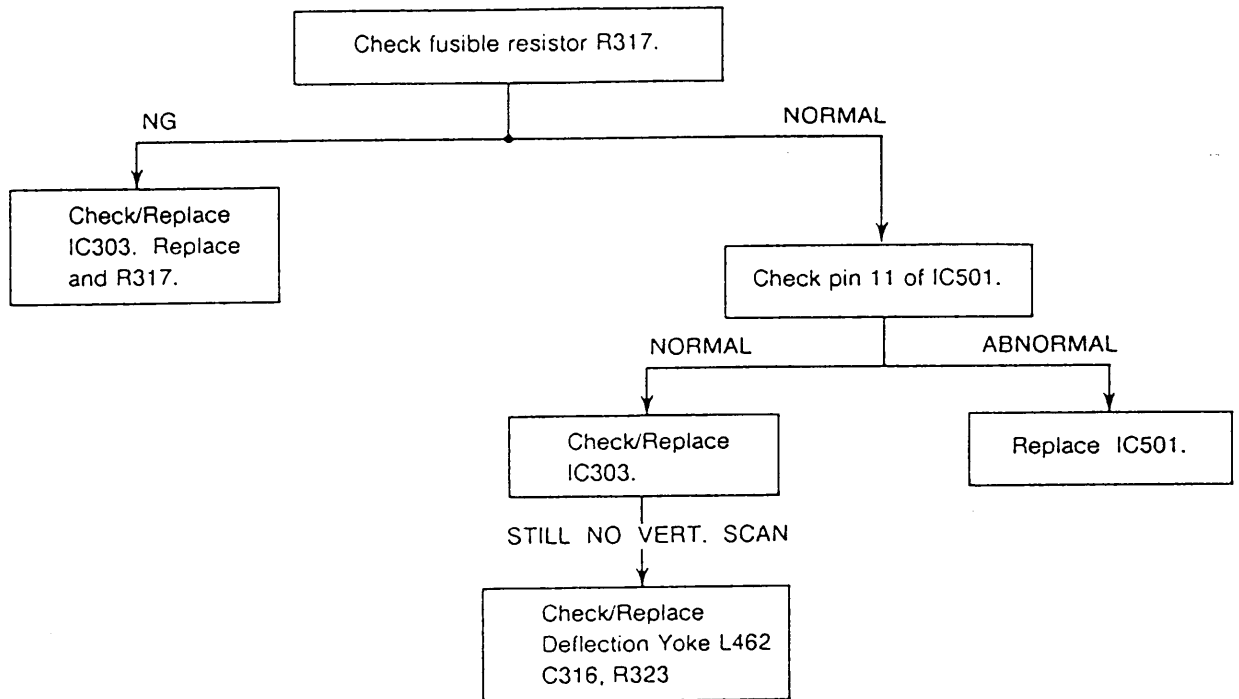 Check fusible resistor R317.
NG
NORMAL
Check/Replace
IC303. Replace
and R317.
Check pin 11 of IC501.
NORMAL
ABNORMAL
Check/Replace
IC303.
Replace IC501.
STILL NO VERT. SCAN
Check/Replace
Deflection Yoke L462
C316, R323